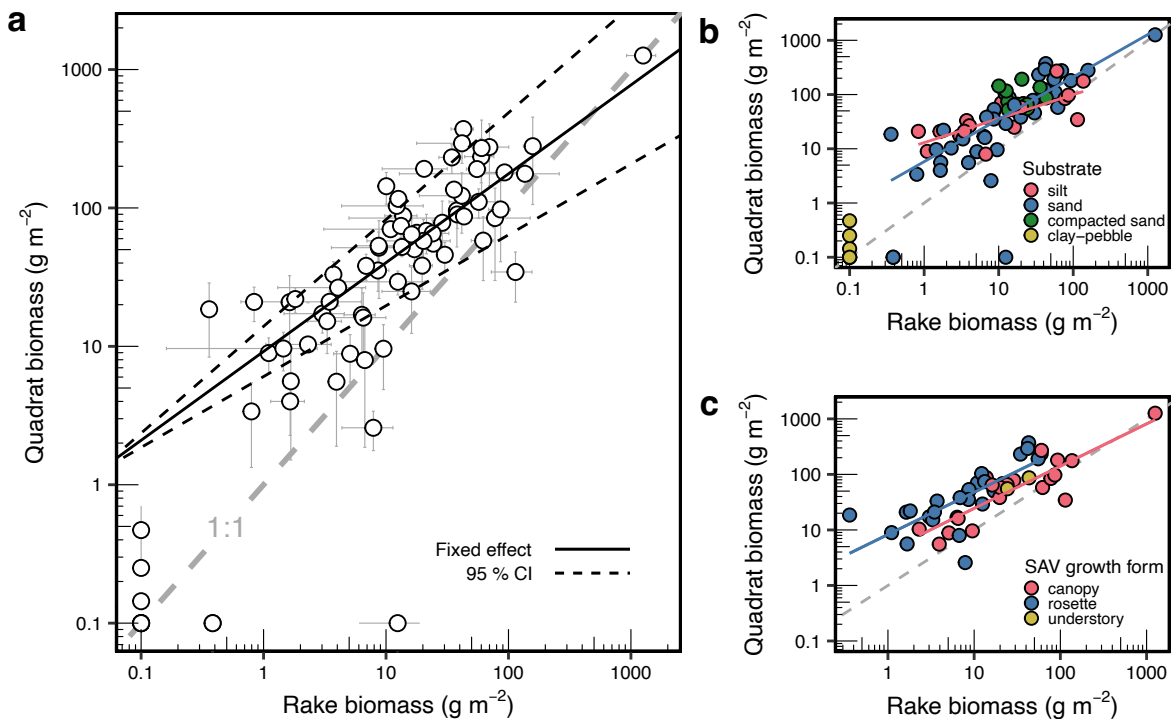 a
Quadrat biomass (g m⁻²)
1000
100
10
1
0.1
1:1
Fixed effect
95 % CI
0.1 1 10 100 1000
Rake biomass (g m⁻²)
b
Quadrat biomass (g m⁻²)
1000
100
10
1
0.1
Substrate
silt
sand
compacted sand
clay−pebble
0.1 1 10 100 1000
Rake biomass (g m⁻²)
c
Quadrat biomass (g m⁻²)
1000
100
10
1
0.1
SAV growth form
canopy
rosette
understory
1 10 100 1000
Rake biomass (g m⁻²)